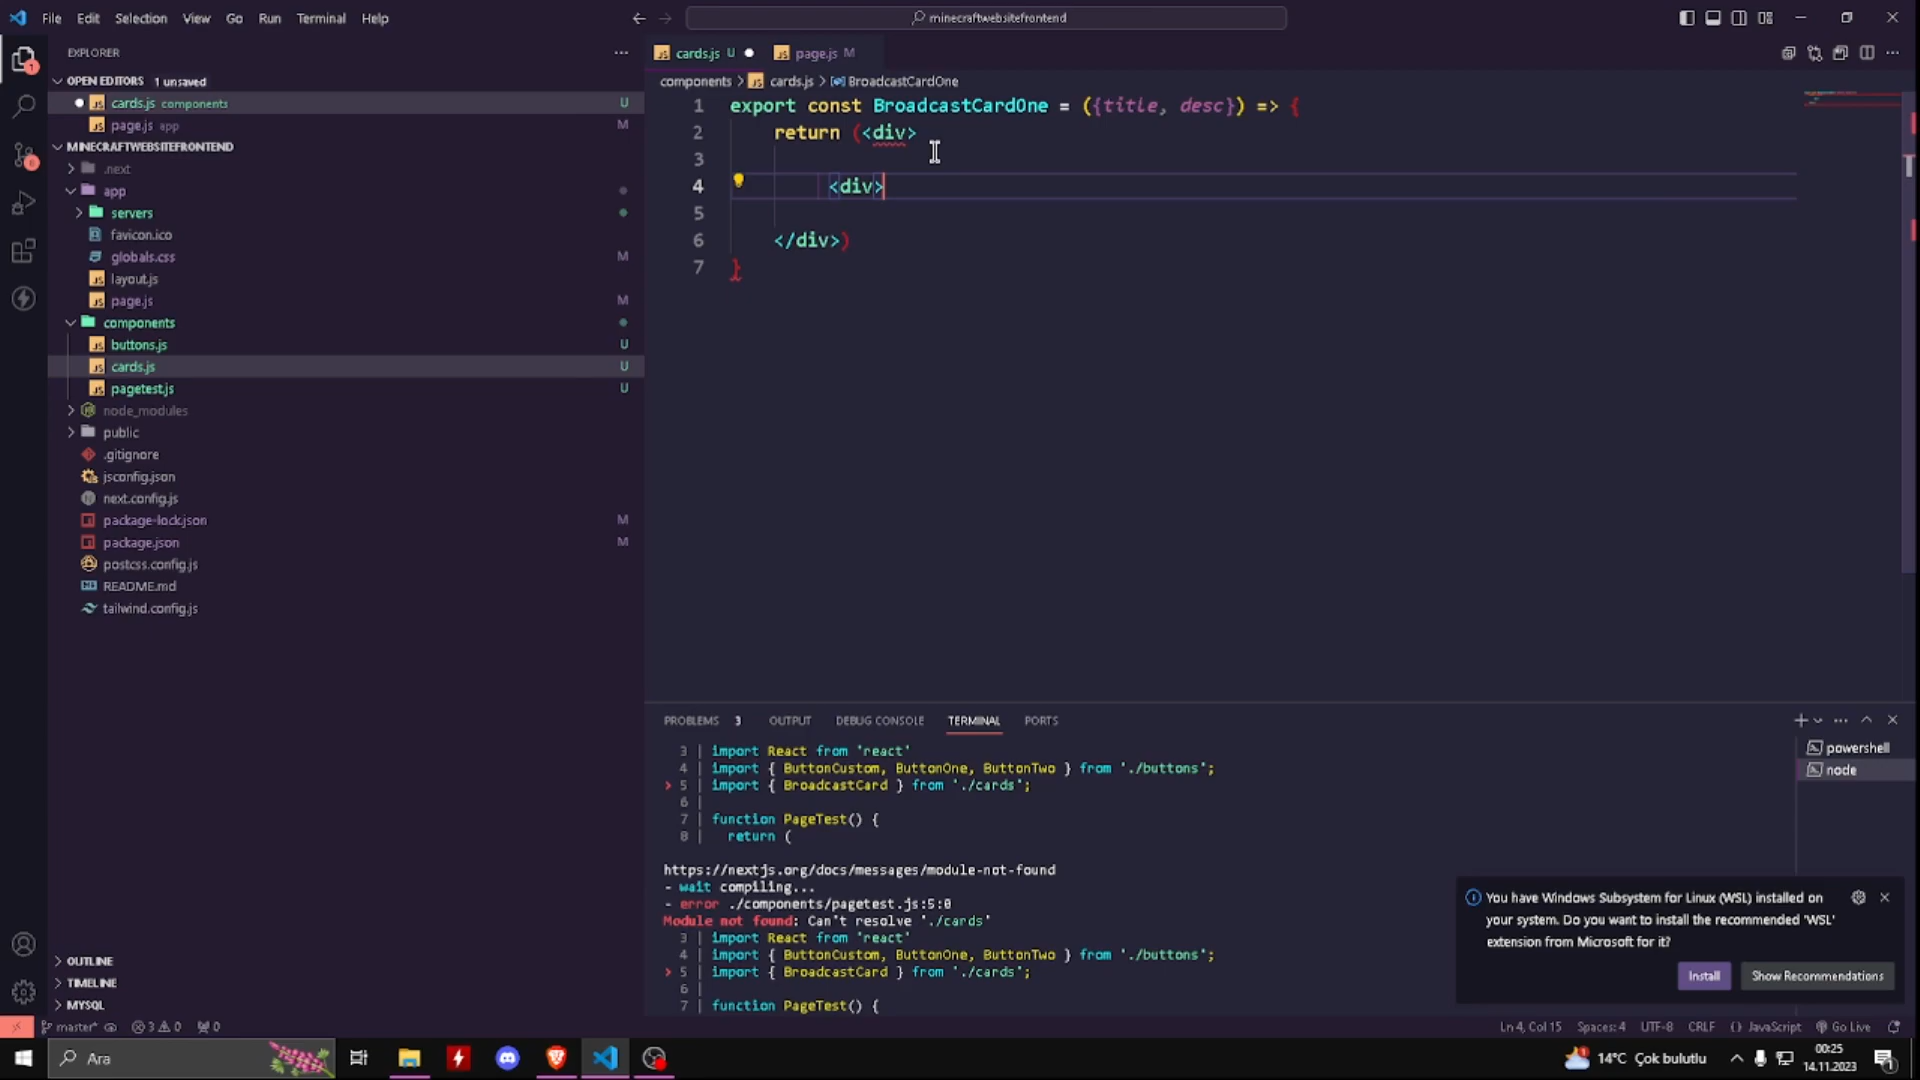 File Edit Selection View Go Run Terminal Help
minecraftwebsitefrontend
EXPLORER
OPEN EDITORS 1 unsaved
cards.js components U
page.js app M
MINECRAFTWEBSITEFRONTEND
.next
app
servers
favicon.ico
globals.css M
layout.js
page.js M
components
buttons.js U
cards.js U
pagetest.js U
node_modules
public
.gitignore
jsconfig.json
next.config.js
package-lock.json M
package.json M
postcss.config.js
README.md
tailwind.config.js
OUTLINE
TIMELINE
MYSQL
cards.js U page.js M
components > cards.js > BroadcastCardOne
1 export const BroadcastCardOne = ({title, desc}) => {
2 return (<div>
3
4 <div>
5
6 </div>)
7 }
PROBLEMS 3 OUTPUT DEBUG CONSOLE TERMINAL PORTS
3 | import React from 'react'
4 | import { ButtonCustom, ButtonOne, ButtonTwo } from './buttons';
> 5 | import { BroadcastCard } from './cards';
6 |
7 | function PageTest() {
8 | return (
https://nextjs.org/docs/messages/module-not-found
- wait compiling...
- error ./components/pagetest.js:5:0
Module not found: Can't resolve './cards'
3 | import React from 'react'
4 | import { ButtonCustom, ButtonOne, ButtonTwo } from './buttons';
> 5 | import { BroadcastCard } from './cards';
6 |
7 | function PageTest() {
powershell
node
You have Windows Subsystem for Linux (WSL) installed on
your system. Do you want to install the recommended 'WSL'
extension from Microsoft for it?
Install Show Recommendations
master* 3 0 0 Ln 4, Col 15 Spaces: 4 UTF-8 CRLF {} JavaScript Go Live
Ara 14°C Çok bulutlu 00:25
14.11.2023